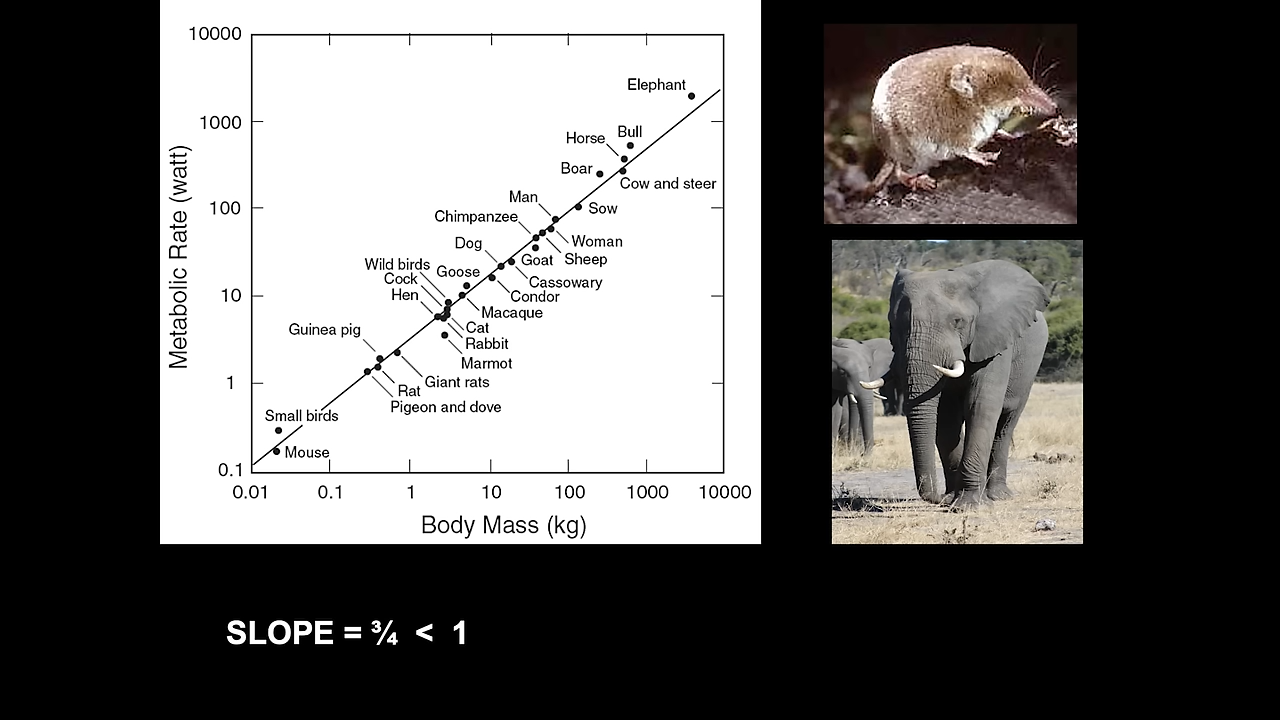 10000
1000
100
10
1
0.1
Metabolic Rate (watt)
Elephant
Bull
Horse
Boar
Cow and steer
Man
Sow
Chimpanzee
Woman
Dog
Goat
Sheep
Wild birds
Goose
Cassowary
Cock
Condor
Hen
Macaque
Cat
Guinea pig
Rabbit
Marmot
Giant rats
Rat
Pigeon and dove
Small birds
Mouse
0.01 0.1 1 10 100 1000 10000
Body Mass (kg)
SLOPE = ¾ < 1